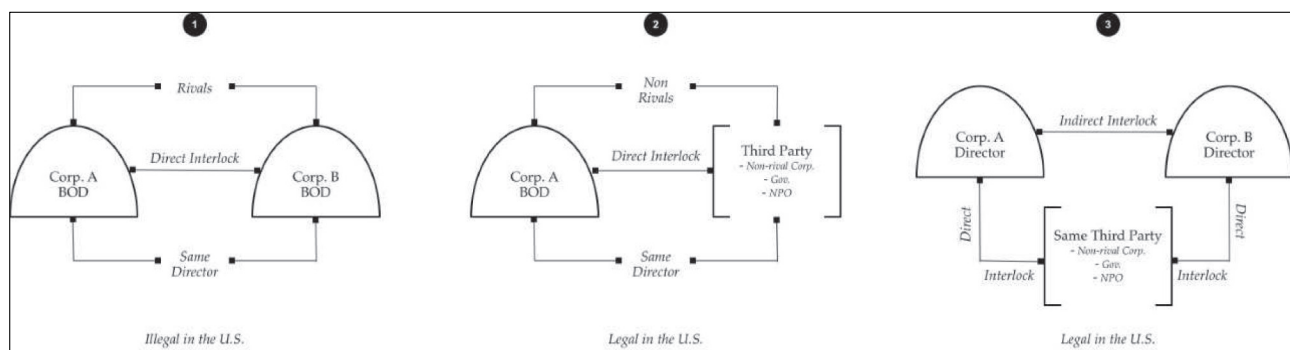 1
Rivals
Corp. A
BOD
Direct Interlock
Corp. B
BOD
Same
Director
Illegal in the U.S.
2
Non
Rivals
Corp. A
BOD
Direct Interlock
Third Party
- Non-rival Corp.
- Gov.
- NPO
Same
Director
Legal in the U.S.
3
Corp. A
Director
Indirect Interlock
Corp. B
Director
Direct
Interlock
Same Third Party
- Non-rival Corp.
- Gov.
- NPO
Direct
Interlock
Legal in the U.S.